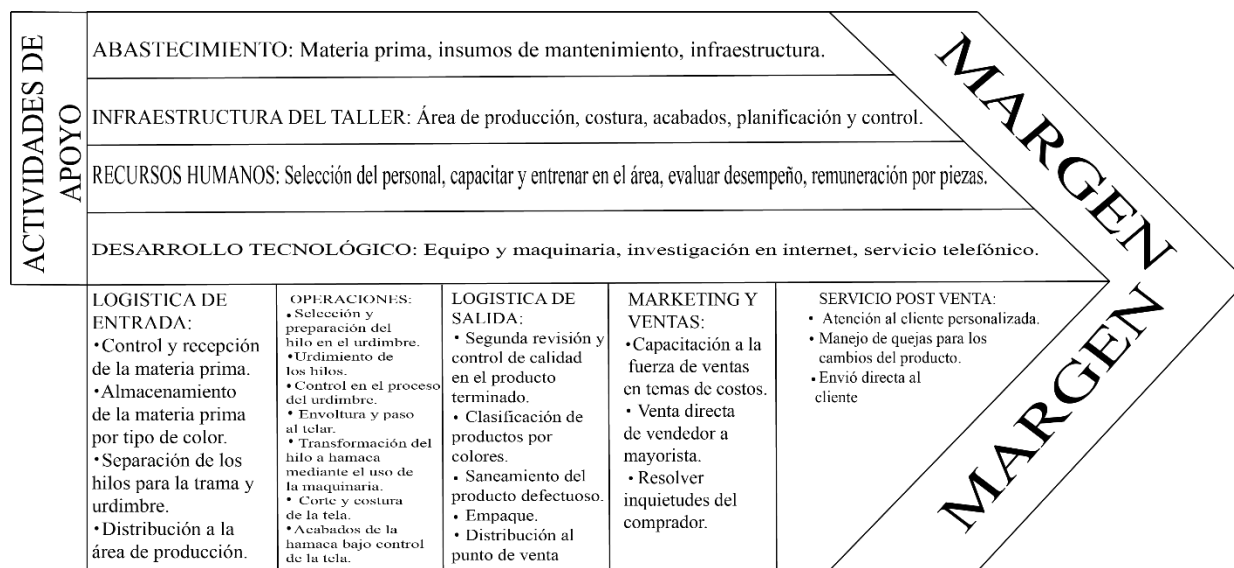 ACTIVIDADES DE
APOYO
ABASTECIMIENTO: Materia prima, insumos de mantenimiento, infraestructura.
INFRAESTRUCTURA DEL TALLER: Área de producción, costura, acabados, planificación y control.
RECURSOS HUMANOS: Selección del personal, capacitar y entrenar en el área, evaluar desempeño, remuneración por piezas.
DESARROLLO TECNOLÓGICO: Equipo y maquinaria, investigación en internet, servicio telefónico.
LOGISTICA DE
ENTRADA:
•Control y recepción
de la materia prima.
•Almacenamiento
de la materia prima
por tipo de color.
•Separación de los
hilos para la trama y
urdimbre.
•Distribución a la
área de producción.
OPERACIONES:
•Selección y
preparación del
hilo en el urdimbre.
•Urdimiento de
los hilos.
•Control en el proceso
del urdimbre.
• Envoltura y paso
al telar.
• Transformación del
hilo a hamaca
mediante el uso de
la maquinaria.
• Corte y costura
de la tela.
•Acabados de la
hamaca bajo control
de la tela.
LOGISTICA DE
SALIDA:
• Segunda revisión y
control de calidad
en el producto
terminado.
• Clasificación de
productos por
colores.
• Saneamiento del
producto defectuoso.
• Empaque.
• Distribución al
punto de venta
MARKETING Y
VENTAS:
•Capacitación a la
fuerza de ventas
en temas de costos.
• Venta directa
de vendedor a
mayorista.
• Resolver
inquietudes del
comprador.
SERVICIO POST VENTA:
• Atención al cliente personalizada.
• Manejo de quejas para los
cambios del producto.
• Envió directa al
cliente
MARGEN
MARGEN